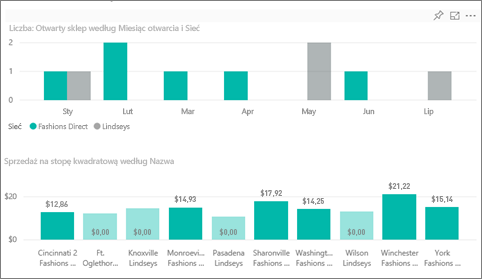 Liczba: Otwarty sklep według Miesiąc otwarcia i Sieć
2
1
0
Sty Lut Mar Apr May Jun Lip
Sieć Fashions Direct Lindseys
Sprzedaż na stopę kwadratową według Nazwa
$20
$0
$12,86 $0,00 $0,00 $14,93 $0,00 $17,92 $14,25 $0,00 $21,22 $15,14
Cincinnati 2 Ft. Knoxville Monroevi... Pasadena Sharonville Washingt... Wilson Winchester York
Fashions ... Oglethor... Lindseys Fashions ... Lindseys Fashions ... Fashions ... Lindseys Fashions ... Fashions ...